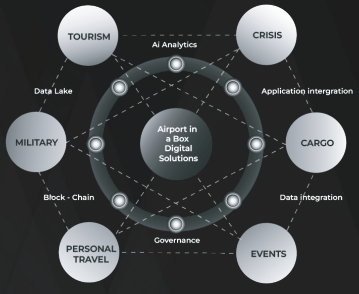 TOURISM
CRISIS
Ai Analytics
Data Lake
Application intergration
Airport in
a Box
Digital
Solutions
MILITARY
CARGO
Block - Chain
Data integration
Governance
PERSONAL
TRAVEL
EVENTS